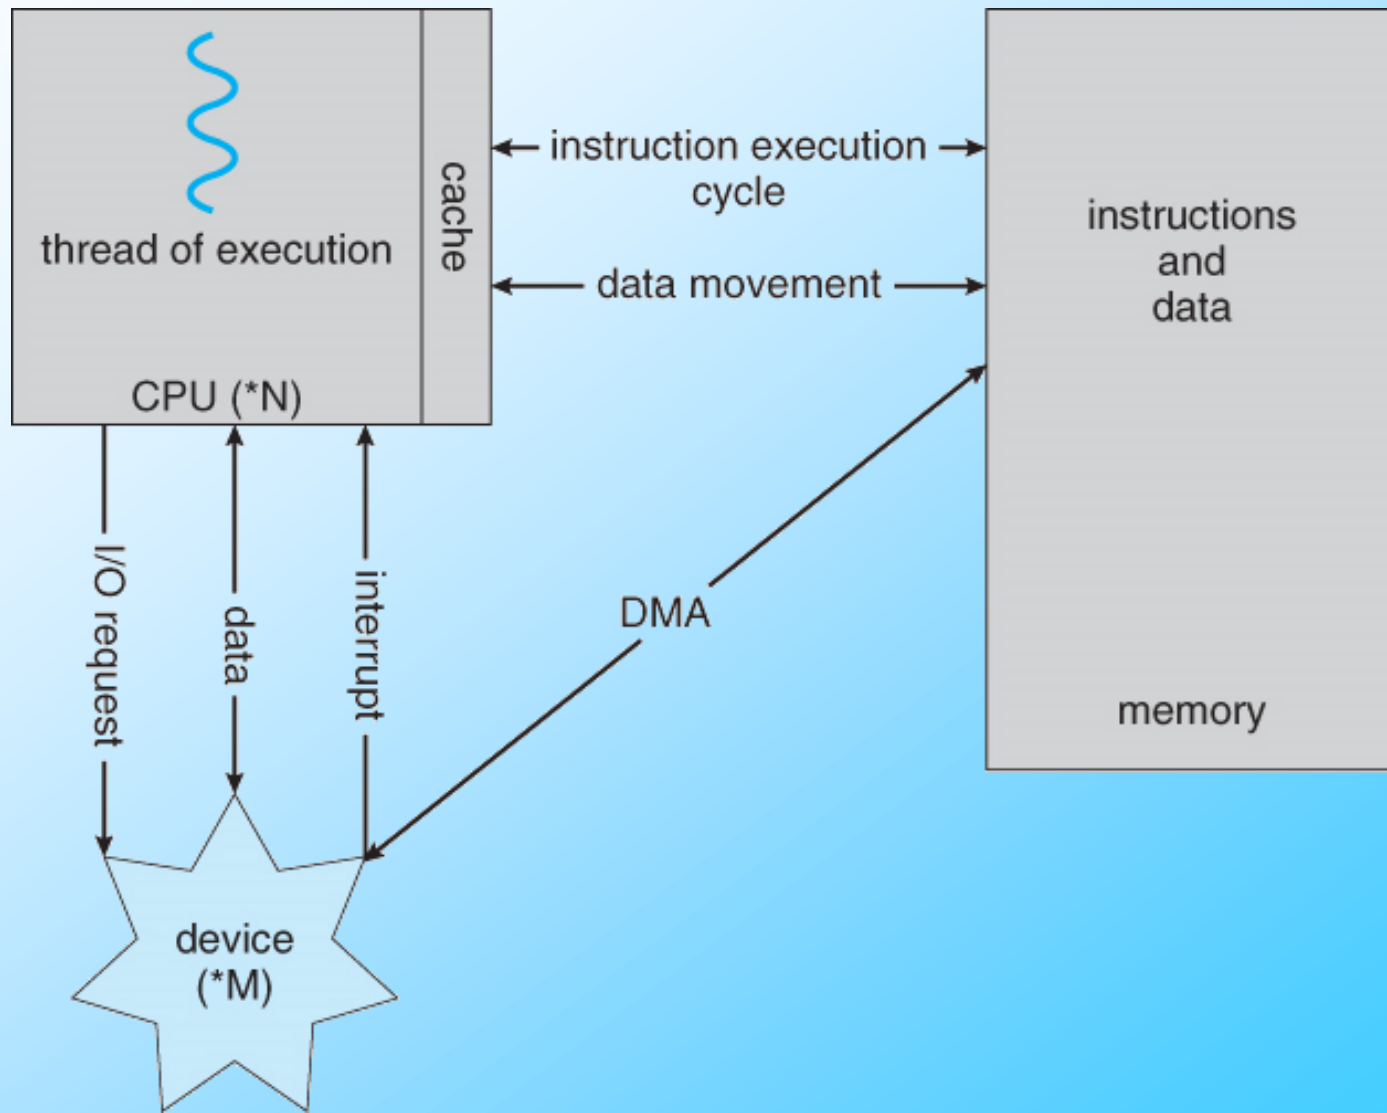 thread of execution
CPU (*N)
cache
instruction execution
cycle
data movement
instructions
and
data
memory
I/O request
data
interrupt
DMA
device
(*M)